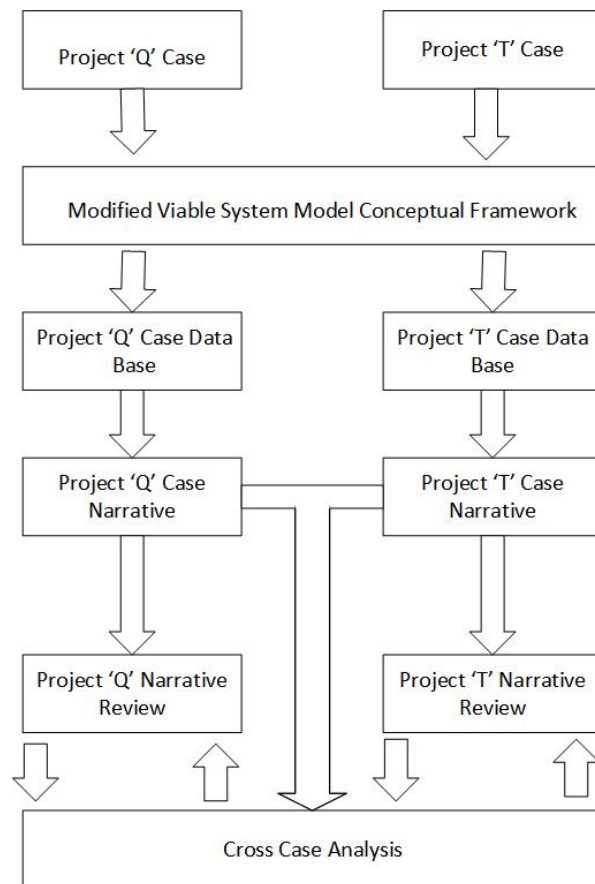 Project ‘Q’ Case
Project ‘T’ Case
Modified Viable System Model Conceptual Framework
Project ‘Q’ Case Data
Base
Project ‘T’ Case Data
Base
Project ‘Q’ Case
Narrative
Project ‘T’ Case
Narrative
Project ‘Q’ Narrative
Review
Project ‘T’ Narrative
Review
Cross Case Analysis